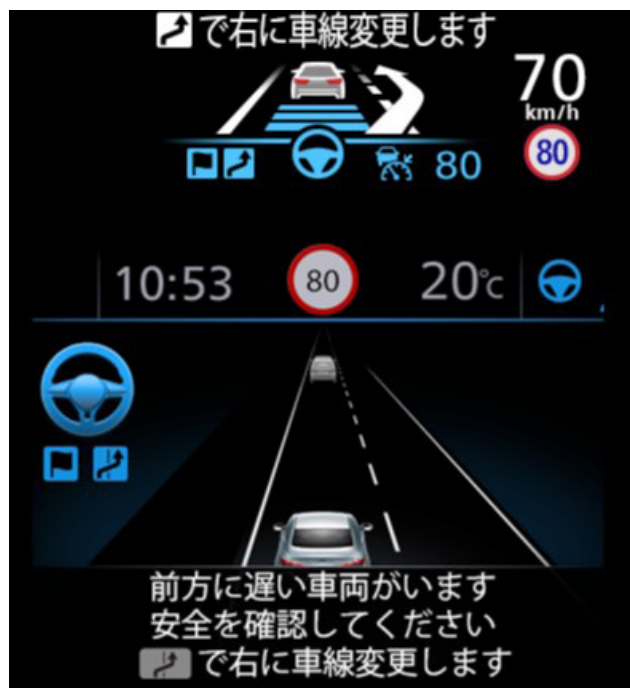 で右に車線変更します
70
km/h
80
80
10:53
80
20℃
前方に遅い車両がいます
安全を確認してください
で右に車線変更します